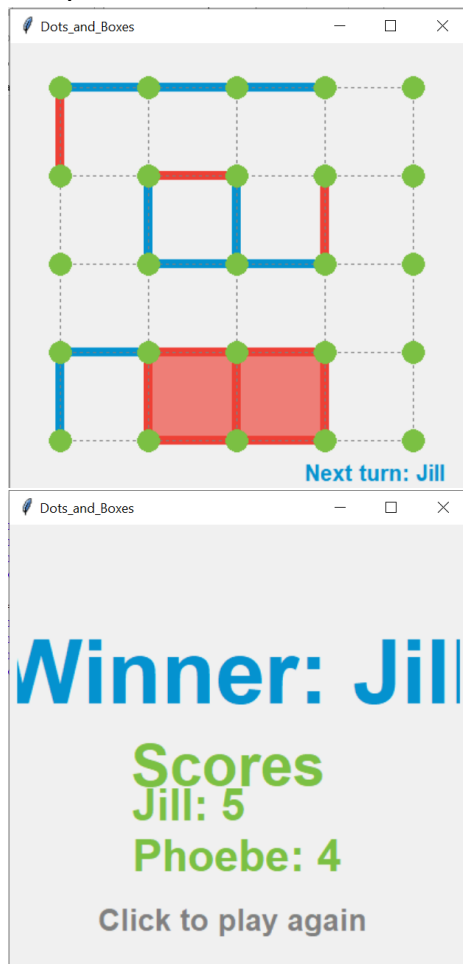 Dots_and_Boxes
Next turn: Jill
Dots_and_Boxes
Winner: Jill
Scores
Jill: 5
Phoebe: 4
Click to play again